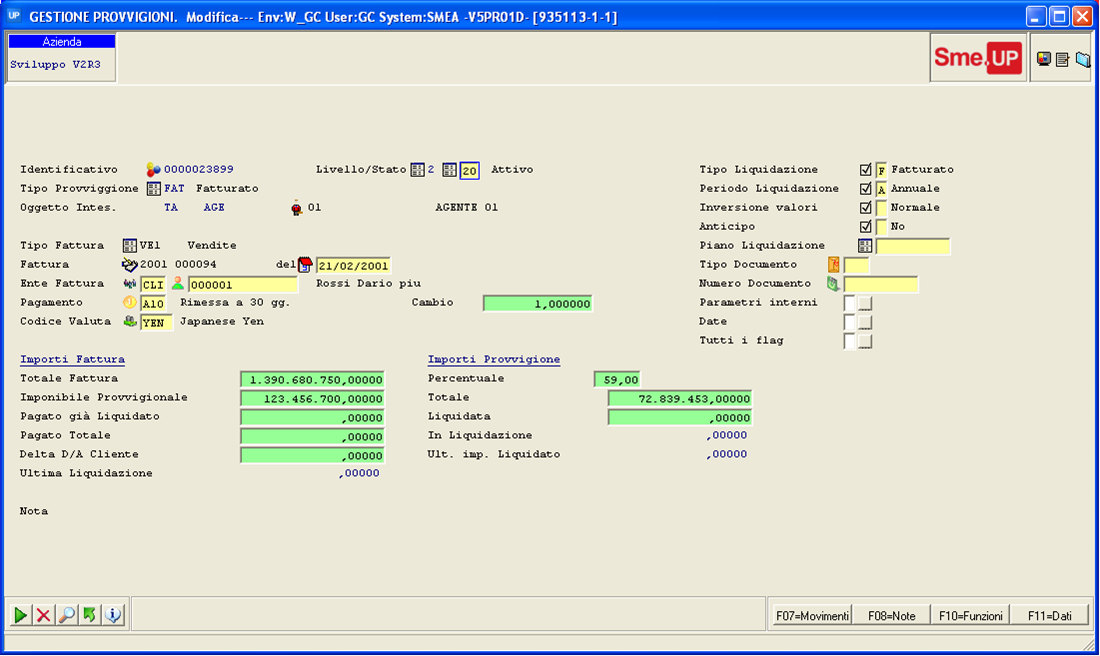 UP GESTIONE PROVVIGIONI. Modifica--- Env:W_GC User:GC System:SMEA -V5PR01D- [935113-1-1]
Azienda
Sviluppo V2R3
Sme.UP
Identificativo 0000023899 Livello/Stato 2 20 Attivo
Tipo Provviggione FAT Fatturato
Oggetto Intes. TA AGE 01 AGENTE 01
Tipo Fattura VE1 Vendite
Fattura 2001 000094 del 21/02/2001
Ente Fattura CLI 000001 Rossi Dario piu
Pagamento A10 Rimessa a 30 gg. Cambio 1,000000
Codice Valuta YEN Japanese Yen
Tipo Liquidazione F Fatturato
Periodo Liquidazione A Annuale
Inversione valori Normale
Anticipo No
Piano Liquidazione
Tipo Documento
Numero Documento
Parametri interni
Date
Tutti i flag
Importi Fattura
Totale Fattura 1.390.680.750,00000
Imponibile Provvigionale 123.456.700,00000
Pagato già Liquidato ,00000
Pagato Totale ,00000
Delta D/A Cliente ,00000
Ultima Liquidazione ,00000
Importi Provvigione
Percentuale 59,00
Totale 72.839.453,00000
Liquidata ,00000
In Liquidazione ,00000
Ult. imp. Liquidato ,00000
Nota
F07=Movimenti F08=Note F10=Funzioni F11=Dati